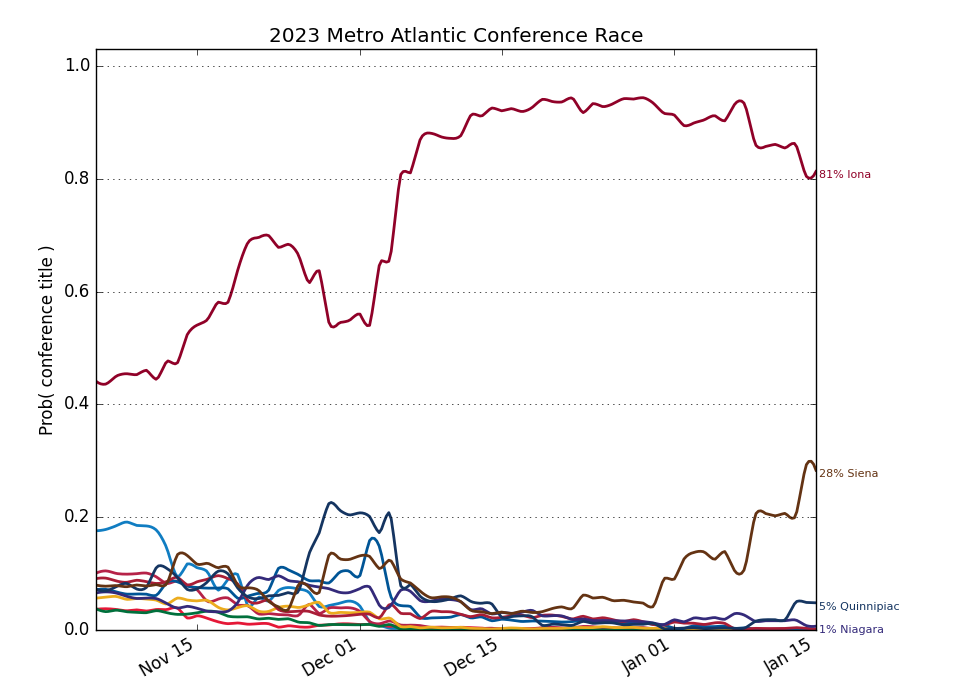 2023 Metro Atlantic Conference Race
Prob( conference title )
1.0
0.8
0.6
0.4
0.2
0.0
81% Iona
28% Siena
5% Quinnipiac
1% Niagara
Nov 15
Dec 01
Dec 15
Jan 01
Jan 15